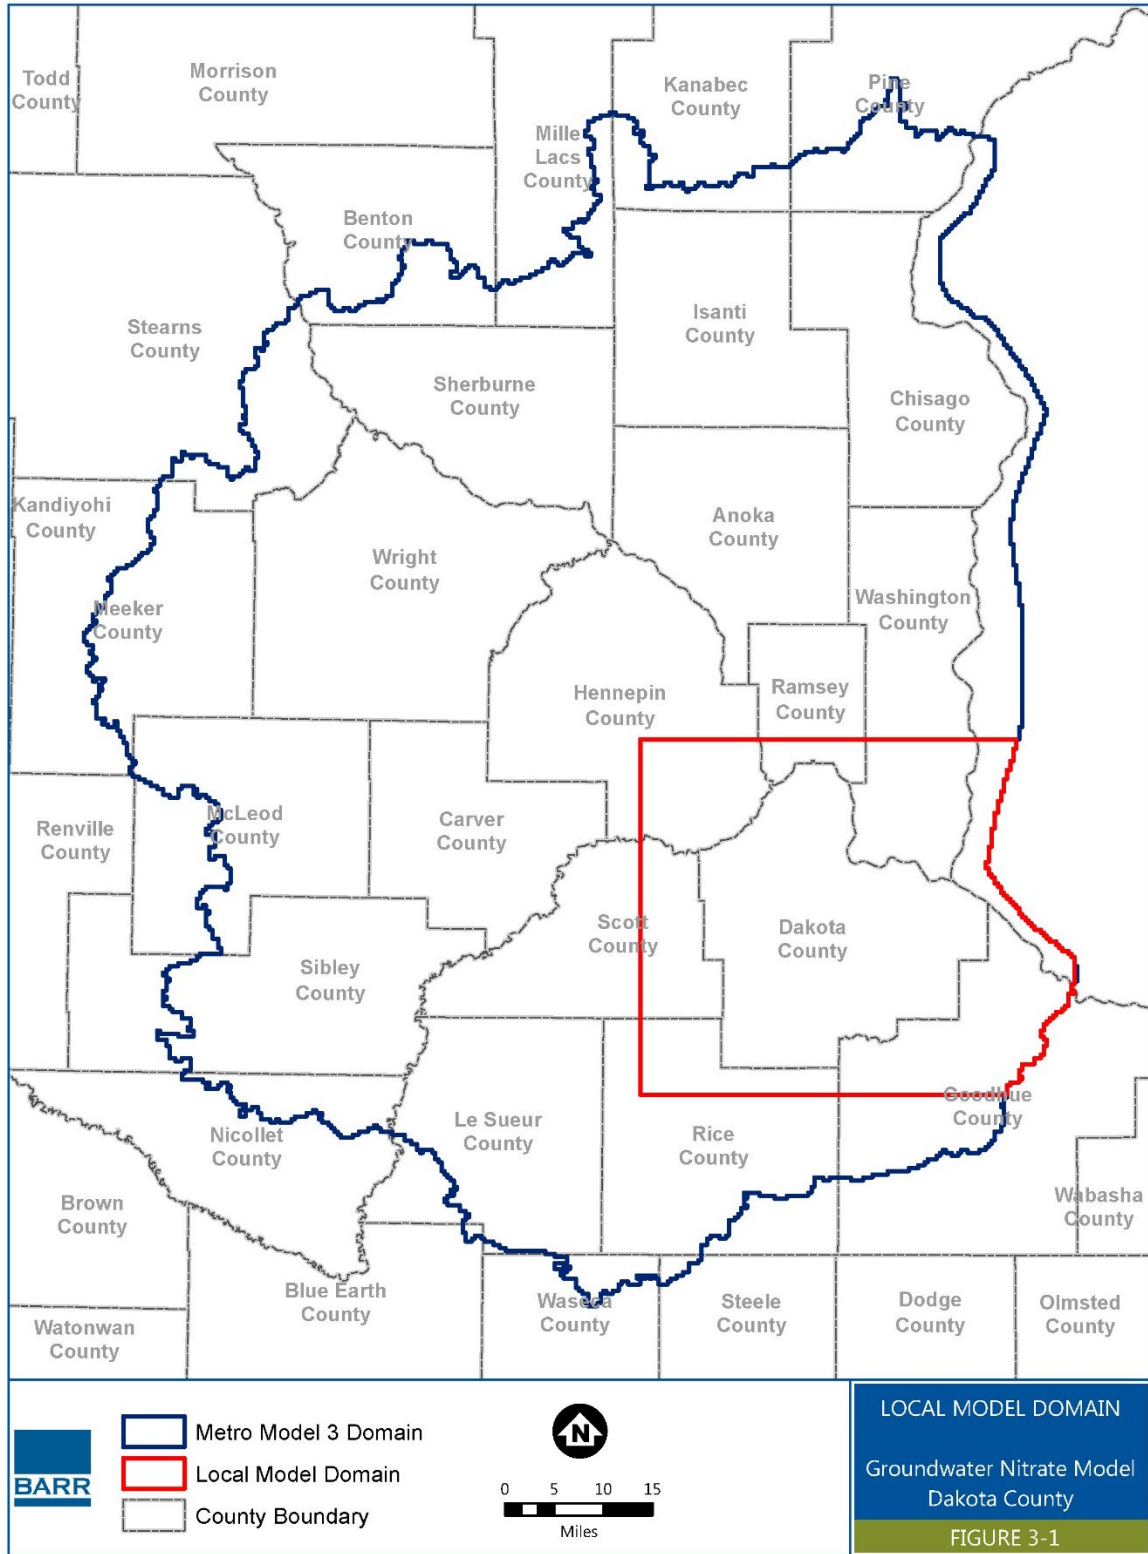 Todd
County
Morrison
County
Kanabec
County
Pine
County
Mille
Lacs
County
Benton
County
Stearns
County
Isanti
County
Sherburne
County
Chisago
County
Kandiyohi
County
Anoka
County
Wright
County
Meeker
County
Washington
County
Hennepin
County
Ramsey
County
Renville
County
McLeod
County
Carver
County
Scott
County
Dakota
County
Sibley
County
Nicollet
County
Le Sueur
County
Rice
County
Goodhue
County
Brown
County
Wabasha
County
Blue Earth
County
Waseca
County
Steele
County
Dodge
County
Olmsted
County
Watonwan
County
BARR
Metro Model 3 Domain
Local Model Domain
County Boundary
N
0 5 10 15
Miles
LOCAL MODEL DOMAIN
Groundwater Nitrate Model
Dakota County
FIGURE 3-1